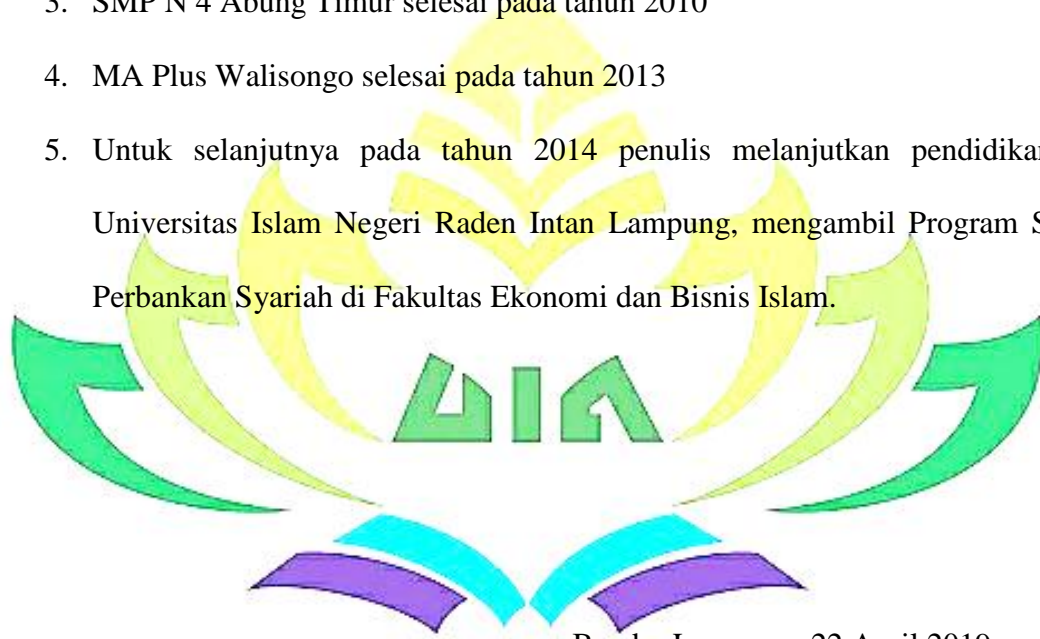 3. SMP N 4 Abung Timur selesai pada tahun 2010
4. MA Plus Walisongo selesai pada tahun 2013
5. Untuk selanjutnya pada tahun 2014 penulis melanjutkan
Universitas Islam Negeri Raden Intan Lampung, mengambil Program
Perbankan Syariah di Fakultas Ekonomi dan Bisnis Islam.
UIN